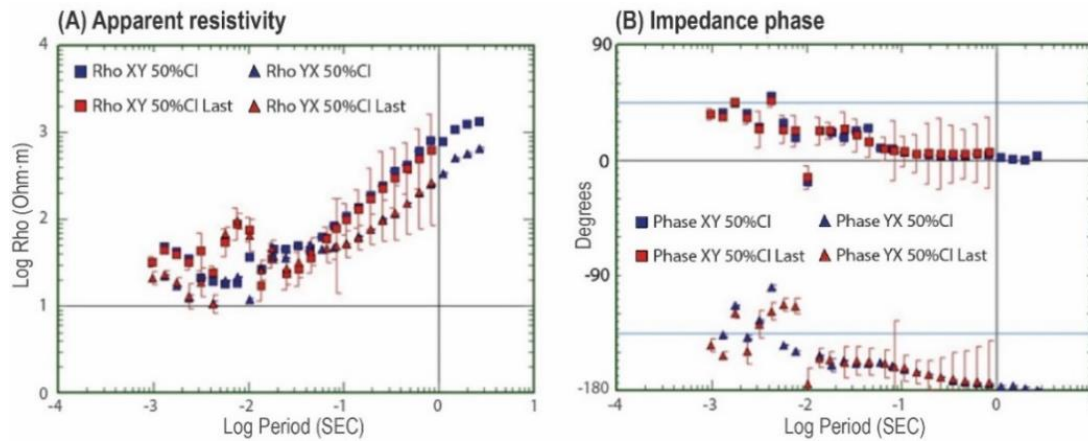 (A) Apparent resistivity
4
3
2
1
0
Log Rho (Ohm·m)
Rho XY 50%CI
Rho YX 50%CI
Rho XY 50%CI Last
Rho YX 50%CI Last
-4 -3 -2 -1 0 1
Log Period (SEC)
(B) Impedance phase
90
0
-90
-180
Degrees
Phase XY 50%CI
Phase YX 50%CI
Phase XY 50%CI Last
Phase YX 50%CI Last
-4 -3 -2 -1 0 1
Log Period (SEC)